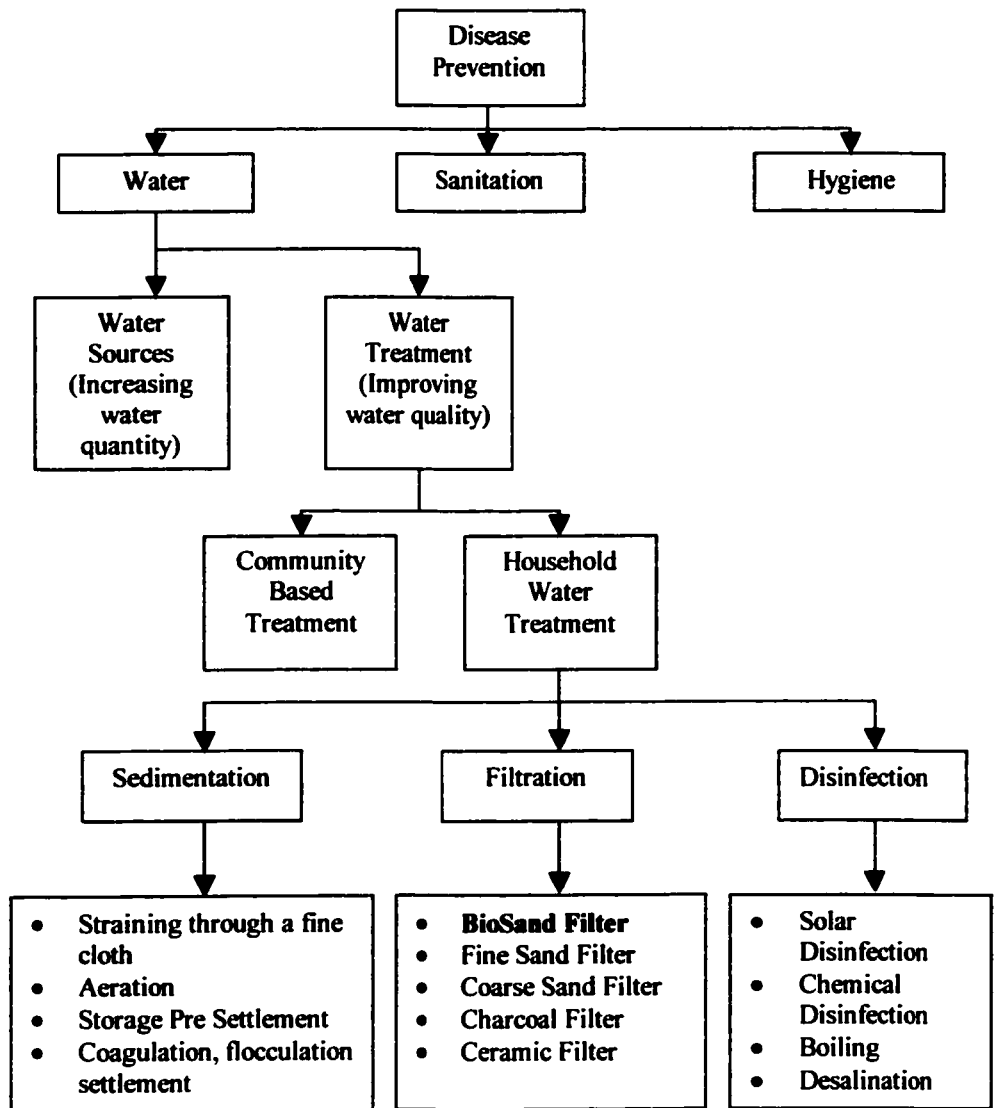 Disease
Prevention
Water
Sanitation
Hygiene
Water
Sources
(Increasing
water
quantity)
Water
Treatment
(Improving
water quality)
Community
Based
Treatment
Household
Water
Treatment
Sedimentation
Filtration
Disinfection
• Straining through a fine
cloth
• Aeration
• Storage Pre Settlement
• Coagulation, flocculation
settlement
• BioSand Filter
• Fine Sand Filter
• Coarse Sand Filter
• Charcoal Filter
• Ceramic Filter
• Solar
Disinfection
• Chemical
Disinfection
• Boiling
• Desalination